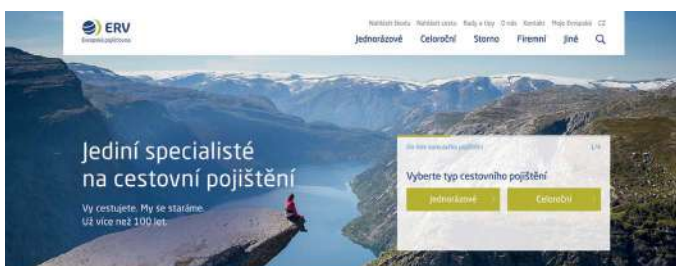 ERV
Evropská pojišťovna
Nahlásit škodu Nahlásit cestu Rady a tipy O nás Kontakt Moje Evropská CZ
Jednorázové Celoroční Storno Firemní Jiné
Jediní specialisté
na cestovní pojištění
Vy cestujete. My se staráme.
Už více než 100 let.
1/4
Vyberte typ cestovního pojištění
Jednorázové
Celoroční